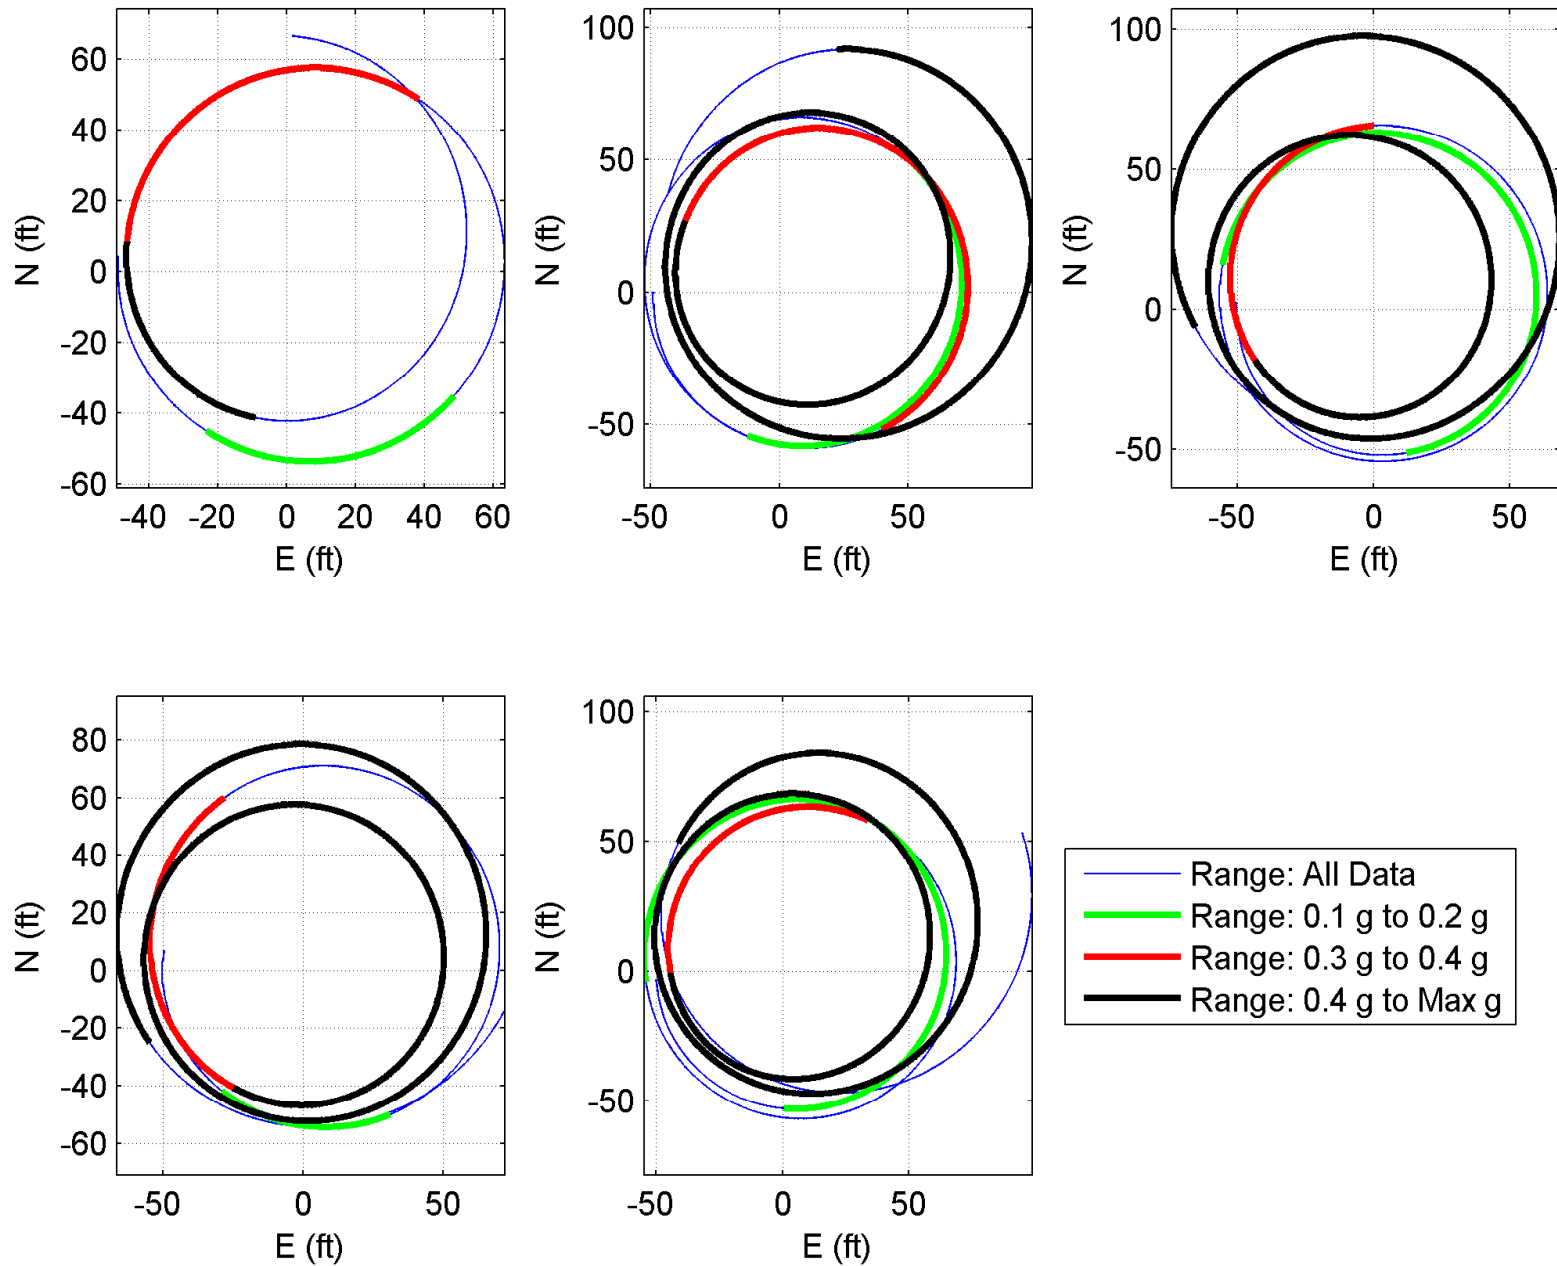 60
40
20
0
-20
-40
-60
-40 -20 0 20 40 60
E (ft)
N (ft)
100
50
0
-50
-50 0 50
E (ft)
N (ft)
100
50
0
-50
-50 0 50
E (ft)
N (ft)
80
60
40
20
0
-20
-40
-60
-50 0 50
E (ft)
N (ft)
100
50
0
-50
-50 0 50
E (ft)
N (ft)
Range: All Data
Range: 0.1 g to 0.2 g
Range: 0.3 g to 0.4 g
Range: 0.4 g to Max g